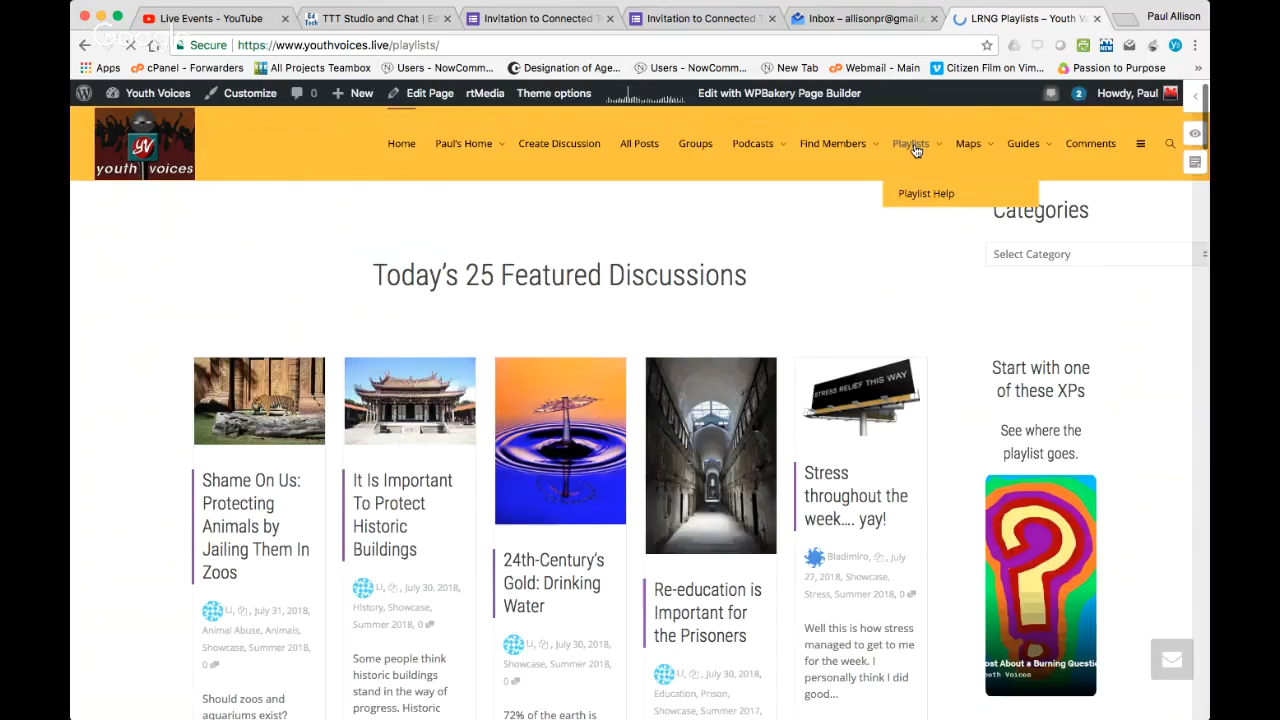 Live Events - YouTube
TTT Studio and Chat | Ed
Invitation to Connected T
Invitation to Connected T
Inbox – allisonpr@gmail.c
LRNG Playlists – Youth Vo
Paul Allison
Google
Secure https://www.youthvoices.live/playlists/
Apps cPanel - Forwarders All Projects Teambox Users - NowComm... Designation of Age... Users - NowComm... New Tab Webmail - Main Citizen Film on Vim... Passion to Purpose »
Youth Voices Customize 0 + New Edit Page rtMedia Theme options Edit with WPBakery Page Builder 2 Howdy, Paul
YV
youth voices
Home Paul's Home Create Discussion All Posts Groups Podcasts Find Members Playlists Maps Guides Comments
Playlist Help
Categories
Select Category
Today's 25 Featured Discussions
Shame On Us:
Protecting
Animals by
Jailing Them In
Zoos
Li, July 31, 2018,
Animal Abuse, Animals,
Showcase, Summer 2018,
0
Should zoos and
aquariums exist?
It Is Important
To Protect
Historic
Buildings
Li, July 30, 2018,
History, Showcase,
Summer 2018, 0
Some people think
historic buildings
stand in the way of
progress. Historic
24th-Century's
Gold: Drinking
Water
Li, July 30, 2018,
Showcase, Summer 2018,
0
72% of the earth is
Re-education is
Important for
the Prisoners
Li, July 30, 2018,
Education, Prison,
Showcase, Summer 2017,
STRESS RELIEF THIS WAY
Stress
throughout the
week.... yay!
Bladimiro, July
27, 2018, Showcase,
Stress, Summer 2018, 0
Well this is how stress
managed to get to me
for the week. I
personally think I did
good...
Start with one
of these XPs
See where the
playlist goes.
ost About a Burning Questi
outh Voices